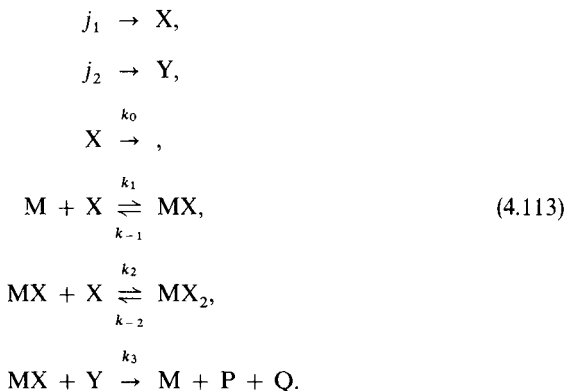 j₁ → X,
j₂ → Y,
k₀
X → ,
k₁
M + X ⇌ MX, (4.113)
k₋₁
k₂
MX + X ⇌ MX₂,
k₋₂
k₃
MX + Y → M + P + Q.